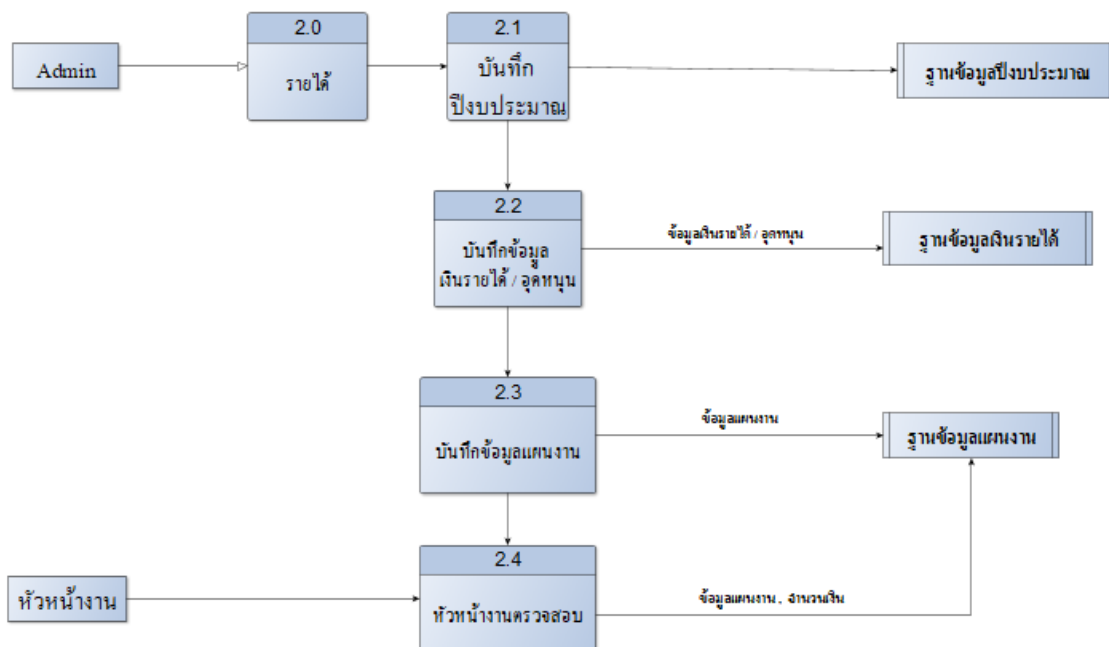 2.0
2.1
Admin
รายได้
บันทึก
ปีงบประมาณ
ฐานข้อมูลปีงบประมาณ
2.2
บันทึกข้อมูล
เงินรายได้ / อุดหนุน
ข้อมูลเงินรายได้ / อุดหนุน
ฐานข้อมูลเงินรายได้
2.3
บันทึกข้อมูลแผนงาน
ข้อมูลแผนงาน
ฐานข้อมูลแผนงาน
2.4
หัวหน้างาน
หัวหน้างานตรวจสอบ
ข้อมูลแผนงาน , จำนวนเงิน